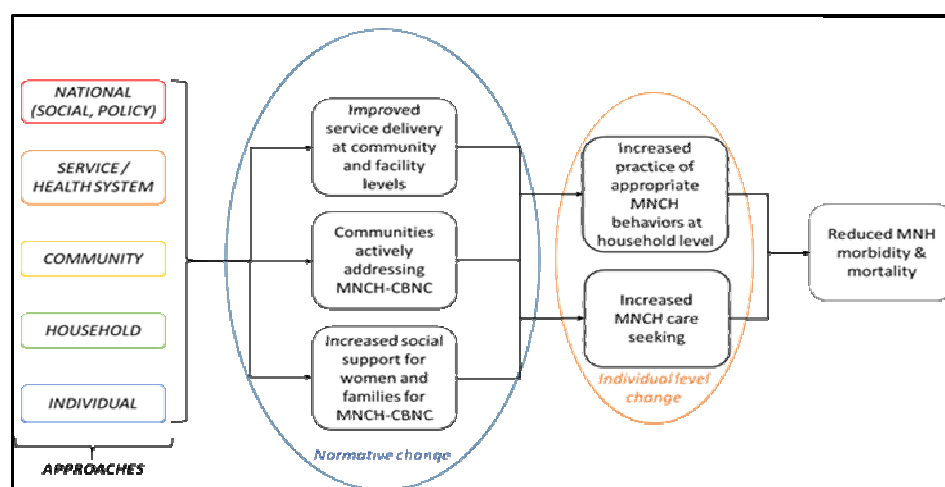 NATIONAL
(SOCIAL, POLICY)
SERVICE /
HEALTH SYSTEM
COMMUNITY
HOUSEHOLD
INDIVIDUAL
APPROACHES
Improved
service delivery
at community
and facility
levels
Communities
actively
addressing
MNCH-CBNC
Increased social
support for
women and
families for
MNCH-CBNC
Normative change
Increased
practice of
appropriate
MNCH
behaviors at
household level
Increased
MNCH care
seeking
Individual level
change
Reduced MNH
morbidity &
mortality